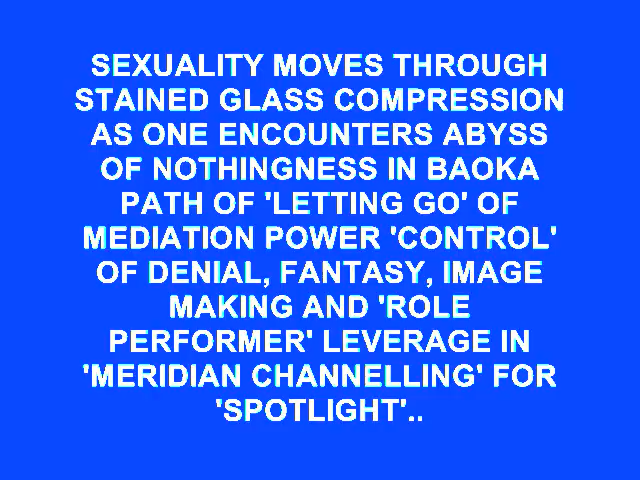 SEXUALITY MOVES THROUGH
STAINED GLASS COMPRESSION
AS ONE ENCOUNTERS ABYSS
OF NOTHINGNESS IN BAOKA
PATH OF 'LETTING GO' OF
MEDIATION POWER 'CONTROL'
OF DENIAL, FANTASY, IMAGE
MAKING AND 'ROLE
PERFORMER' LEVERAGE IN
'MERIDIAN CHANNELLING' FOR
'SPOTLIGHT'..